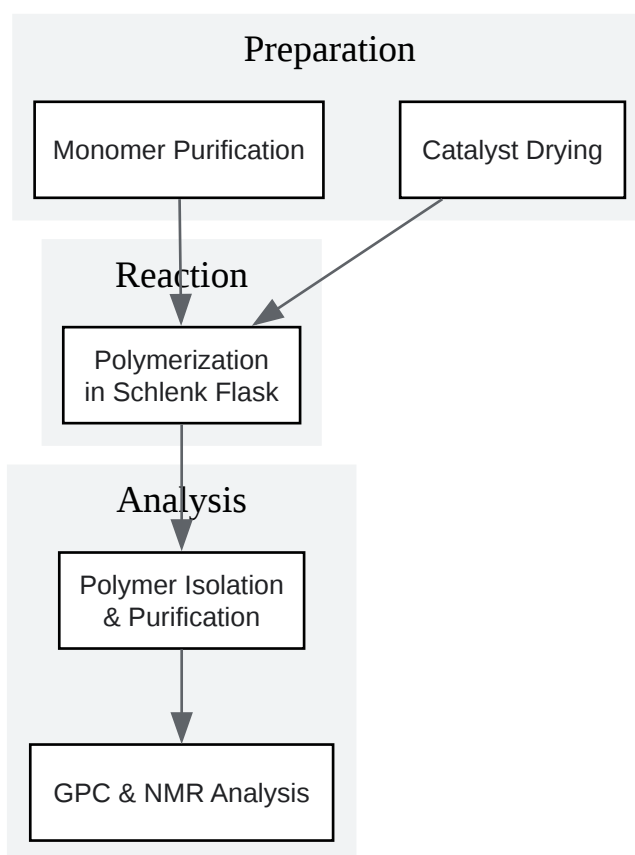 Preparation
Monomer Purification
Catalyst Drying
Reaction
Polymerization
in Schlenk Flask
Analysis
Polymer Isolation
& Purification
GPC & NMR Analysis